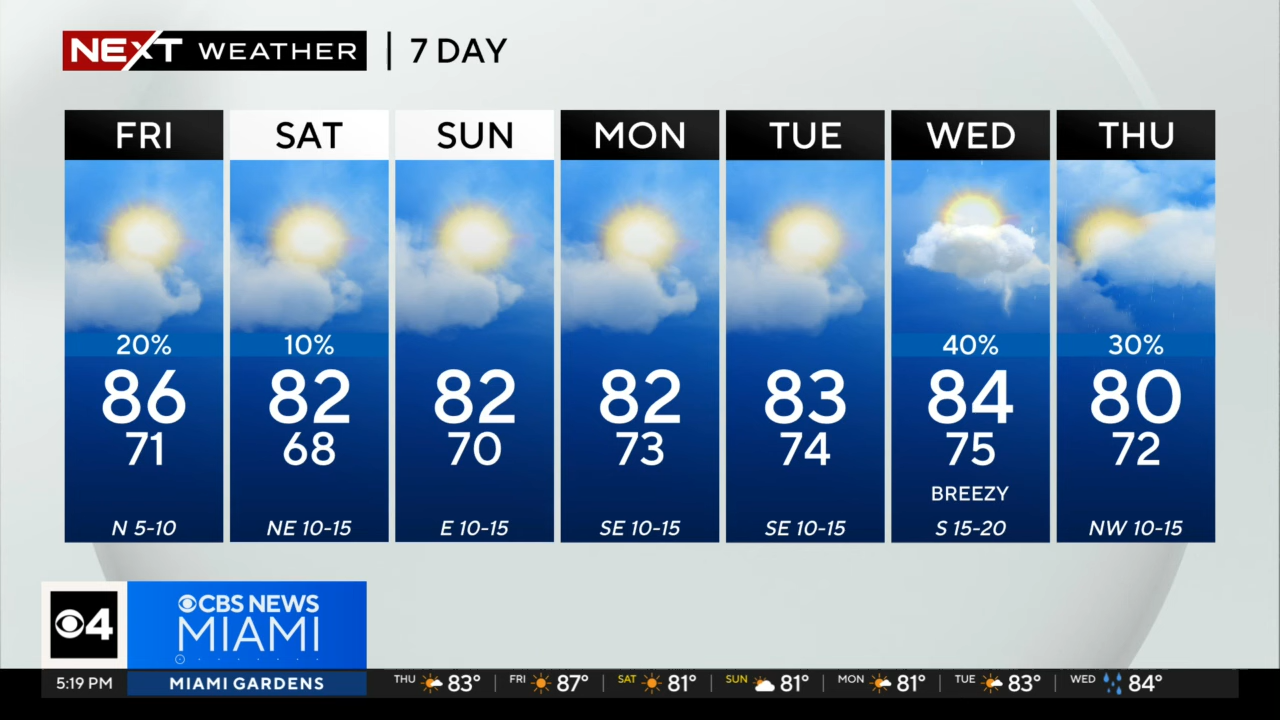 NEXT WEATHER | 7 DAY
FRI SAT SUN MON TUE WED THU
20% 10% 40% 30%
86 82 82 82 83 84 80
71 68 70 73 74 75 72
BREEZY
N 5-10 NE 10-15 E 10-15 SE 10-15 SE 10-15 S 15-20 NW 10-15
4 CBS NEWS
MIAMI
5:19 PM MIAMI GARDENS THU 83° FRI 87° SAT 81° SUN 81° MON 81° TUE 83° WED 84°